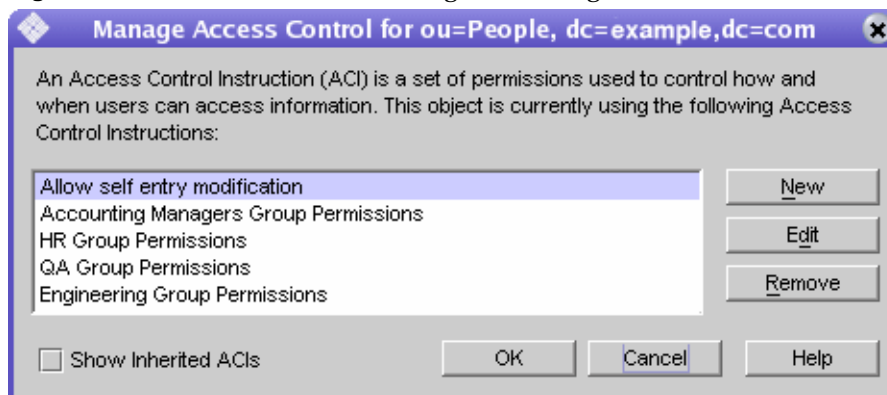 Manage Access Control for ou=People, dc=example,dc=com
An Access Control Instruction (ACI) is a set of permissions used to control how and
when users can access information. This object is currently using the following Access
Control Instructions:
Allow self entry modification
Accounting Managers Group Permissions
HR Group Permissions
QA Group Permissions
Engineering Group Permissions
New
Edit
Remove
Show Inherited ACIs
OK
Cancel
Help